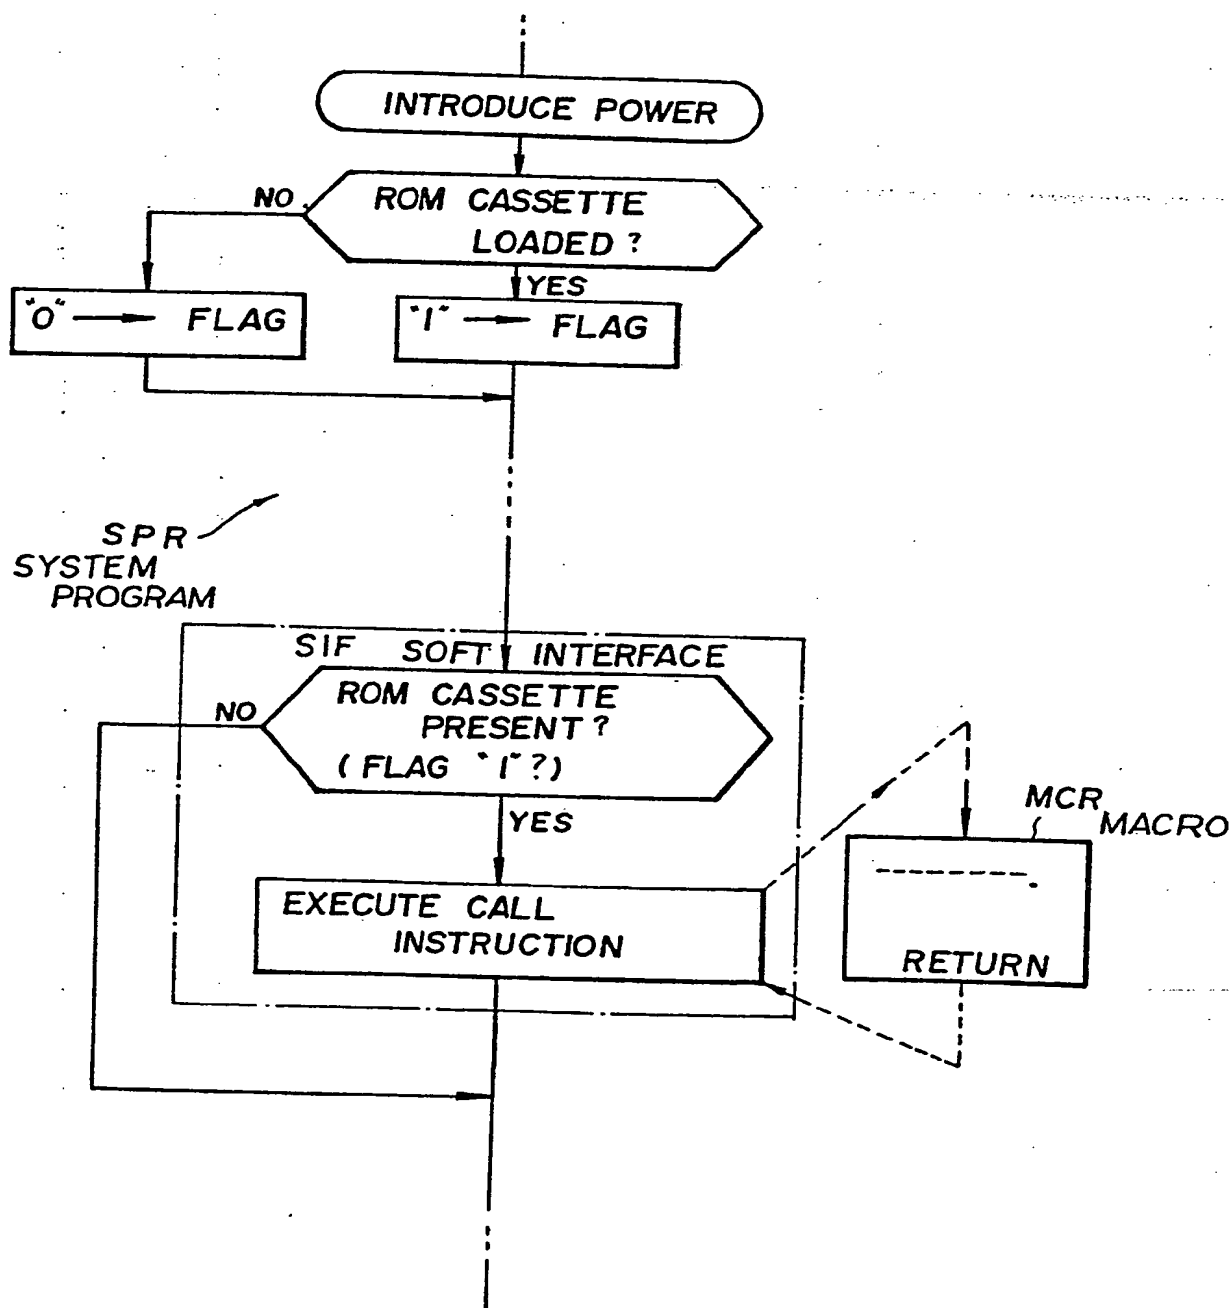 INTRODUCE POWER
ROM CASSETTE
LOADED ?
NO
YES
"0" → FLAG
"1" → FLAG
SPR
SYSTEM
PROGRAM
SIF SOFT INTERFACE
ROM CASSETTE
PRESENT ?
(FLAG "1" ?)
NO
YES
EXECUTE CALL
INSTRUCTION
MCR
MACRO
RETURN